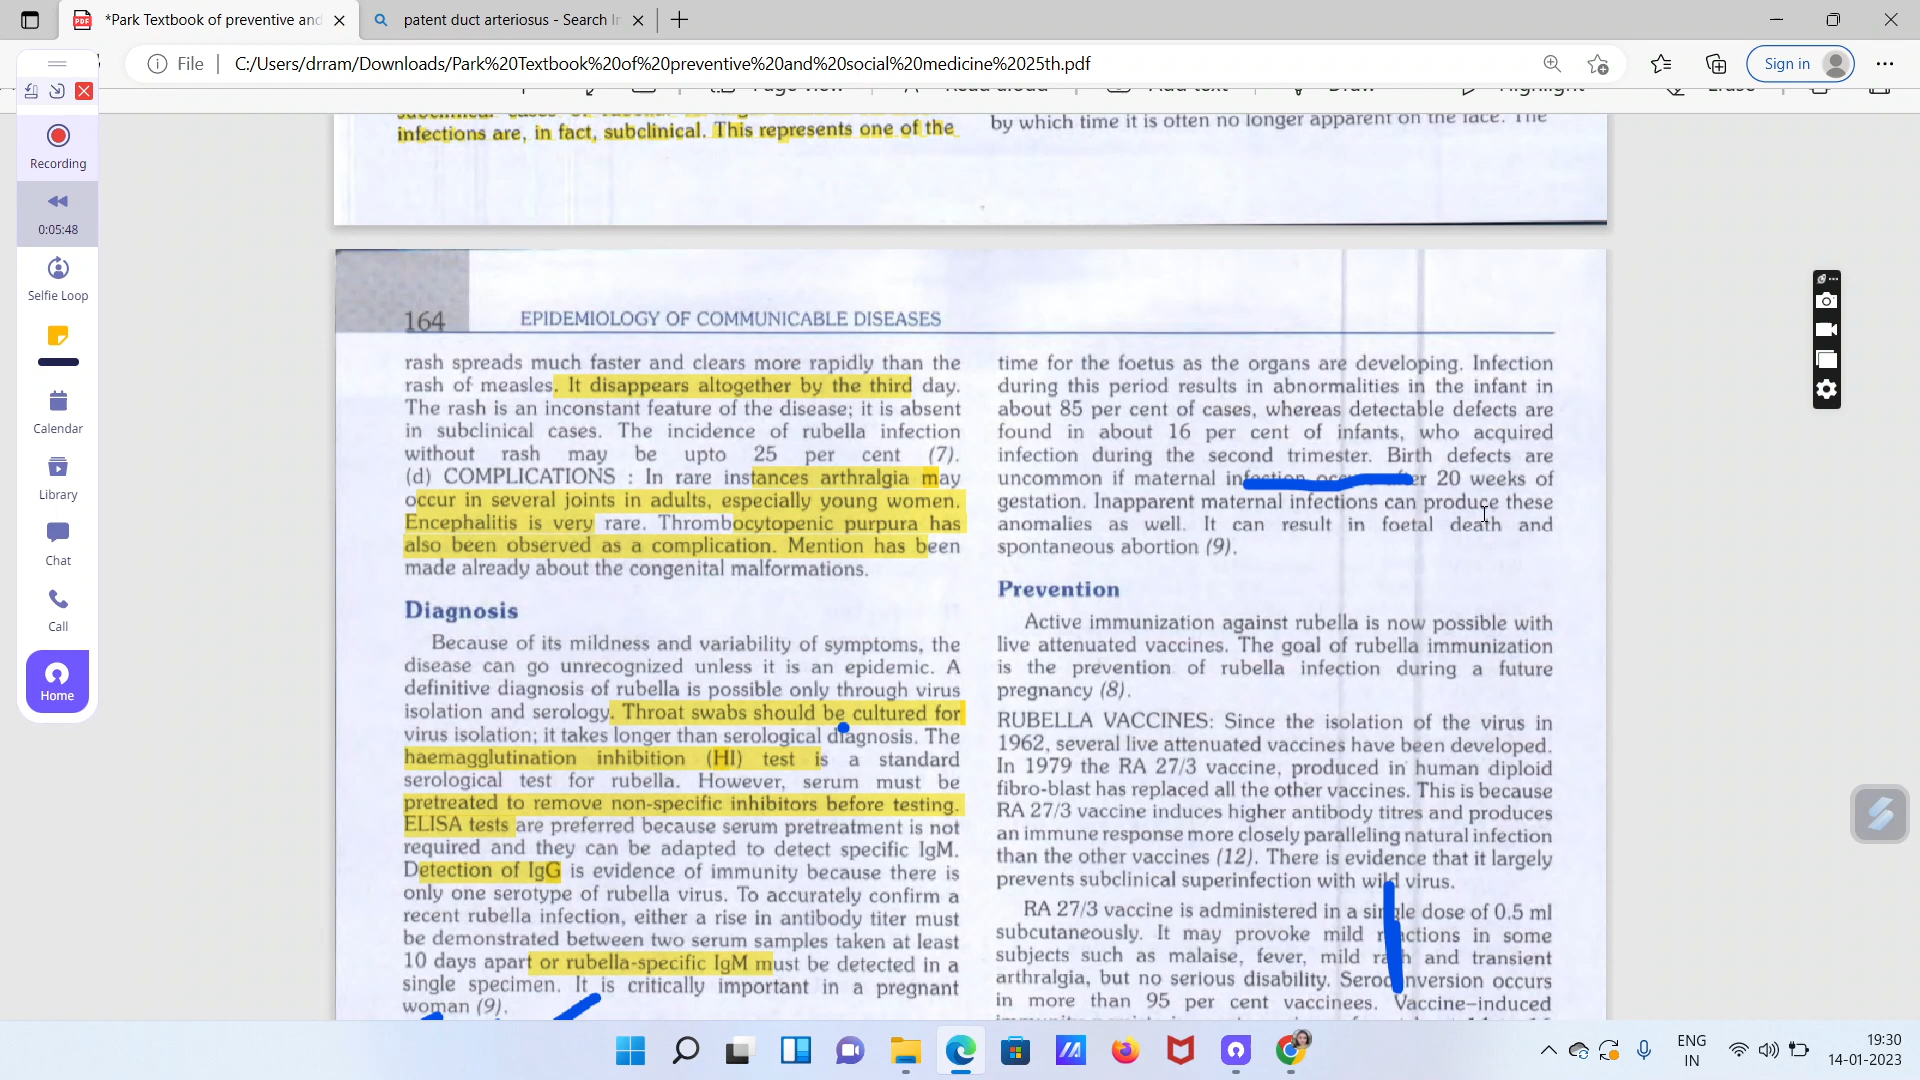 *Park Textbook of preventive and
patent duct arteriosus - Search I
File
C:/Users/drram/Downloads/Park%20Textbook%20of%20preventive%20and%20social%20medicine%2025th.pdf
Sign in
Page view
Read aloud
Add text
Draw
Highlight
Erase
Recording
0:05:48
Selfie Loop
Calendar
Library
Chat
Call
Home
infections are, in fact, subclinical. This represents one of the
by which time it is often no longer apparent on the face. The
164 EPIDEMIOLOGY OF COMMUNICABLE DISEASES
rash spreads much faster and clears more rapidly than the
rash of measles. It disappears altogether by the third day.
The rash is an inconstant feature of the disease; it is absent
in subclinical cases. The incidence of rubella infection
without rash may be upto 25 per cent (7).
(d) COMPLICATIONS : In rare instances arthralgia may
occur in several joints in adults, especially young women.
Encephalitis is very rare. Thrombocytopenic purpura has
also been observed as a complication. Mention has been
made already about the congenital malformations.
Diagnosis
Because of its mildness and variability of symptoms, the
disease can go unrecognized unless it is an epidemic. A
definitive diagnosis of rubella is possible only through virus
isolation and serology. Throat swabs should be cultured for
virus isolation; it takes longer than serological diagnosis. The
haemagglutination inhibition (HI) test is a standard
serological test for rubella. However, serum must be
pretreated to remove non-specific inhibitors before testing.
ELISA tests are preferred because serum pretreatment is not
required and they can be adapted to detect specific IgM.
Detection of IgG is evidence of immunity because there is
only one serotype of rubella virus. To accurately confirm a
recent rubella infection, either a rise in antibody titer must
be demonstrated between two serum samples taken at least
10 days apart or rubella-specific IgM must be detected in a
single specimen. It is critically important in a pregnant
woman (9).
time for the foetus as the organs are developing. Infection
during this period results in abnormalities in the infant in
about 85 per cent of cases, whereas detectable defects are
found in about 16 per cent of infants, who acquired
infection during the second trimester. Birth defects are
uncommon if maternal 20 weeks of
gestation. Inapparent maternal infections can produce these
anomalies as well. It can result in foetal death and
spontaneous abortion (9).
Prevention
Active immunization against rubella is now possible with
live attenuated vaccines. The goal of rubella immunization
is the prevention of rubella infection during a future
pregnancy (8).
RUBELLA VACCINES: Since the isolation of the virus in
1962, several live attenuated vaccines have been developed.
In 1979 the RA 27/3 vaccine, produced in human diploid
fibro-blast has replaced all the other vaccines. This is because
RA 27/3 vaccine induces higher antibody titres and produces
an immune response more closely paralleling natural infection
than the other vaccines (12). There is evidence that it largely
prevents subclinical superinfection with wild virus.
RA 27/3 vaccine is administered in a single dose of 0.5 ml
subcutaneously. It may provoke mild reactions in some
subjects such as malaise, fever, mild rash and transient
arthralgia, but no serious disability. Seroconversion occurs
in more than 95 per cent vaccinees. Vaccine-induced
ENG
IN
19:30
14-01-2023